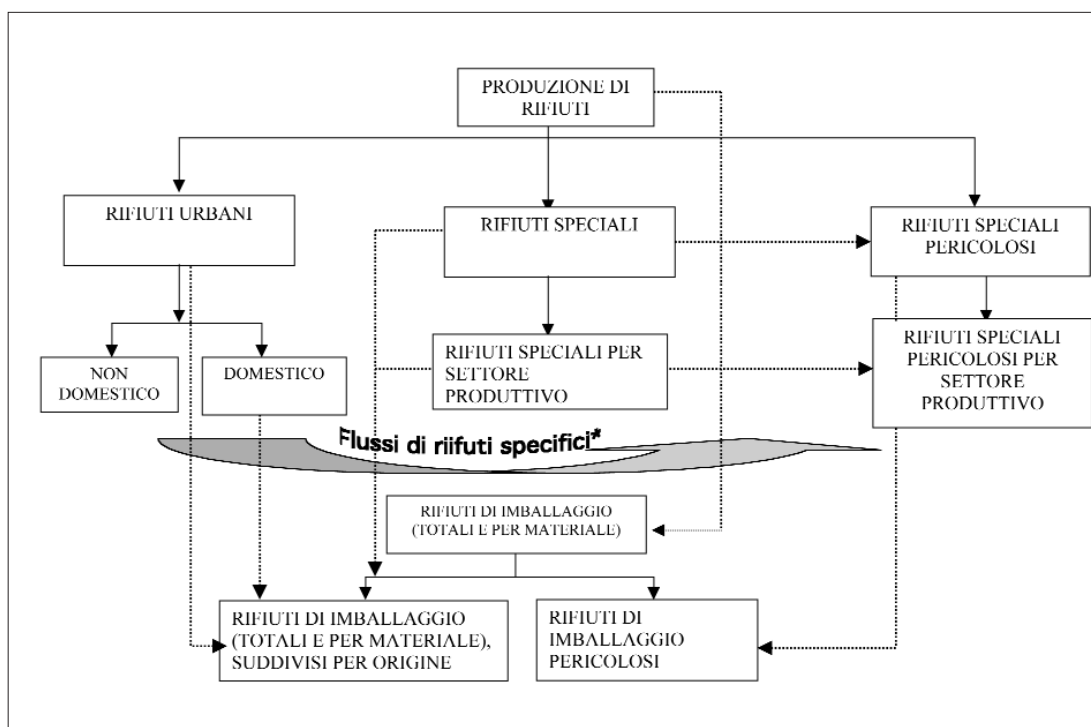 PRODUZIONE DI
RIFIUTI
RIFIUTI URBANI
RIFIUTI SPECIALI
RIFIUTI SPECIALI
PERICOLOSI
NON
DOMESTICO
DOMESTICO
RIFIUTI SPECIALI PER
SETTORE
PRODUTTIVO
RIFIUTI SPECIALI
PERICOLOSI PER
SETTORE
PRODUTTIVO
Flussi di riifuti specifici*
RIFIUTI DI IMBALLAGGIO
(TOTALI E PER MATERIALE)
RIFIUTI DI IMBALLAGGIO
(TOTALI E PER MATERIALE),
SUDDIVISI PER ORIGINE
RIFIUTI DI
IMBALLAGGIO
PERICOLOSI